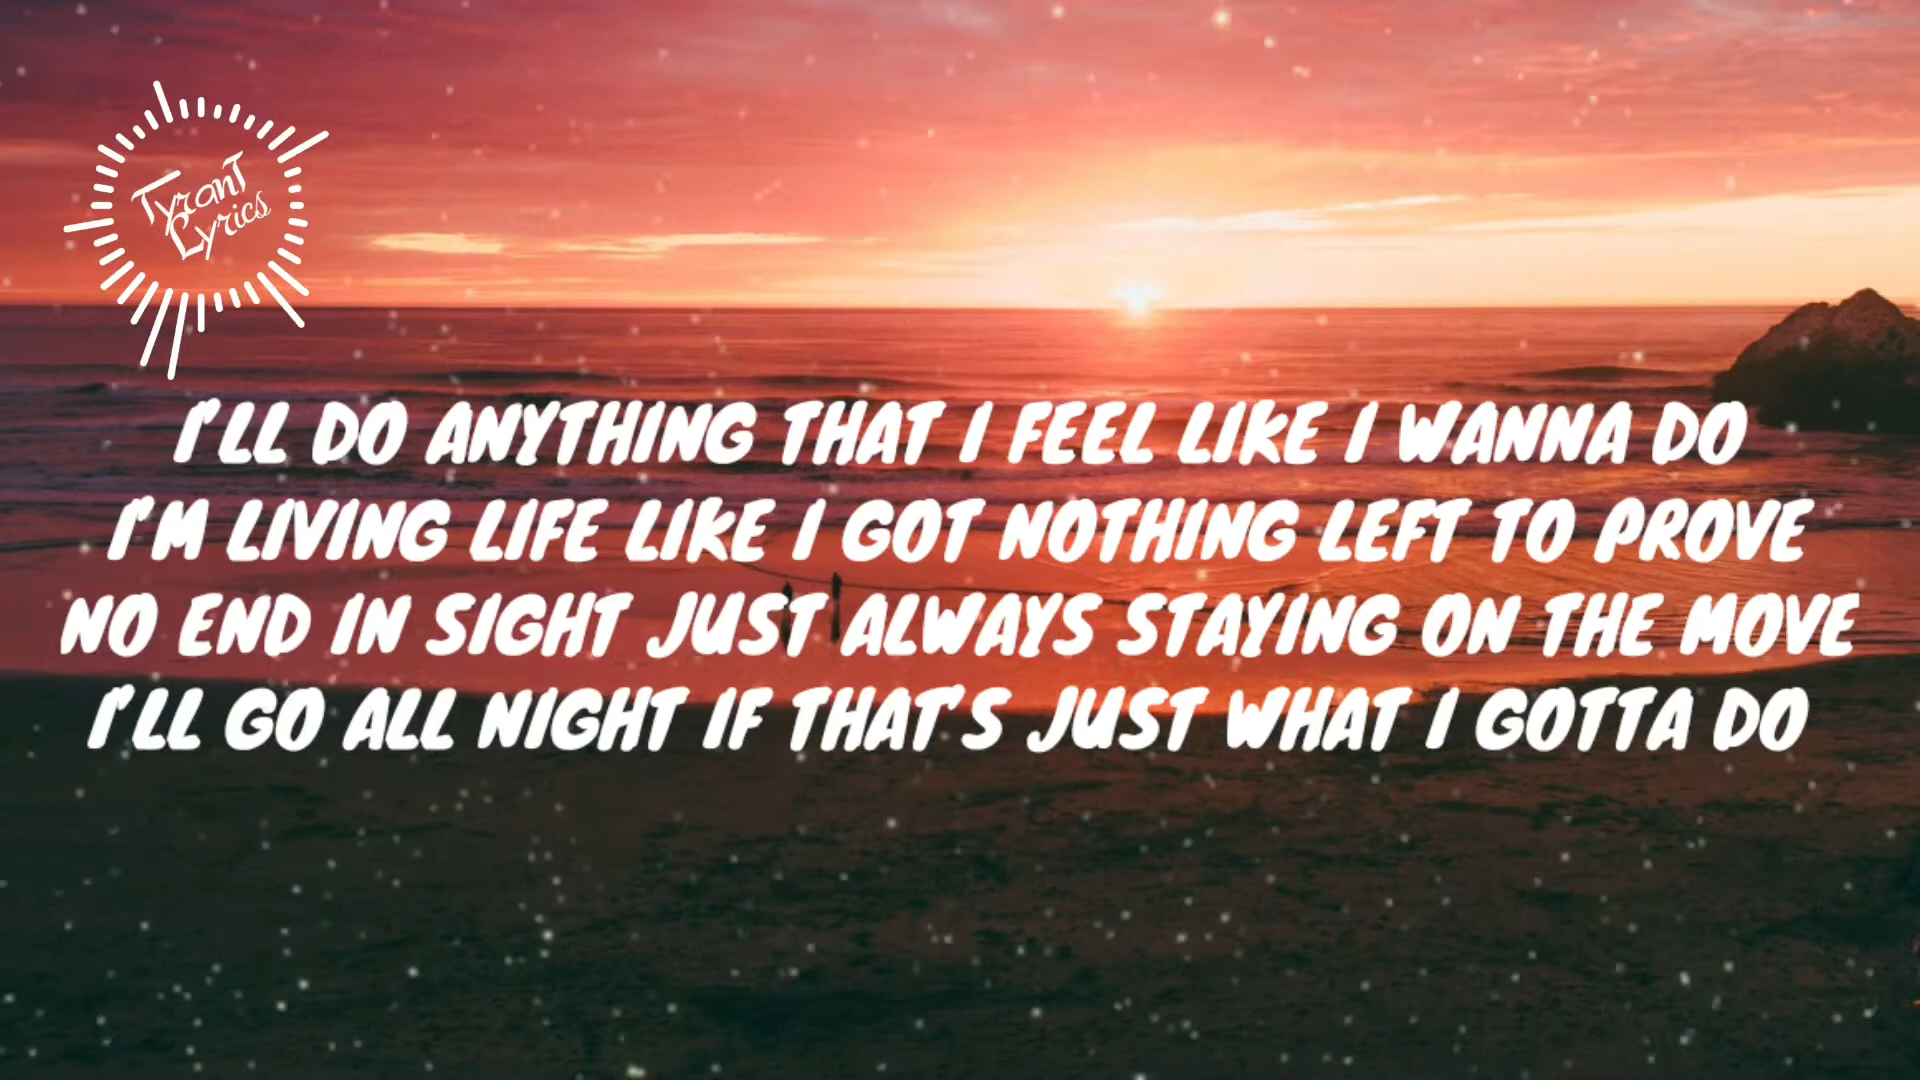 Tyrant
Lyrics
I'LL DO ANYTHING THAT I FEEL LIKE I WANNA DO
I'M LIVING LIFE LIKE I GOT NOTHING LEFT TO PROVE
NO END IN SIGHT JUST ALWAYS STAYING ON THE MOVE
I'LL GO ALL NIGHT IF THAT'S JUST WHAT I GOTTA DO